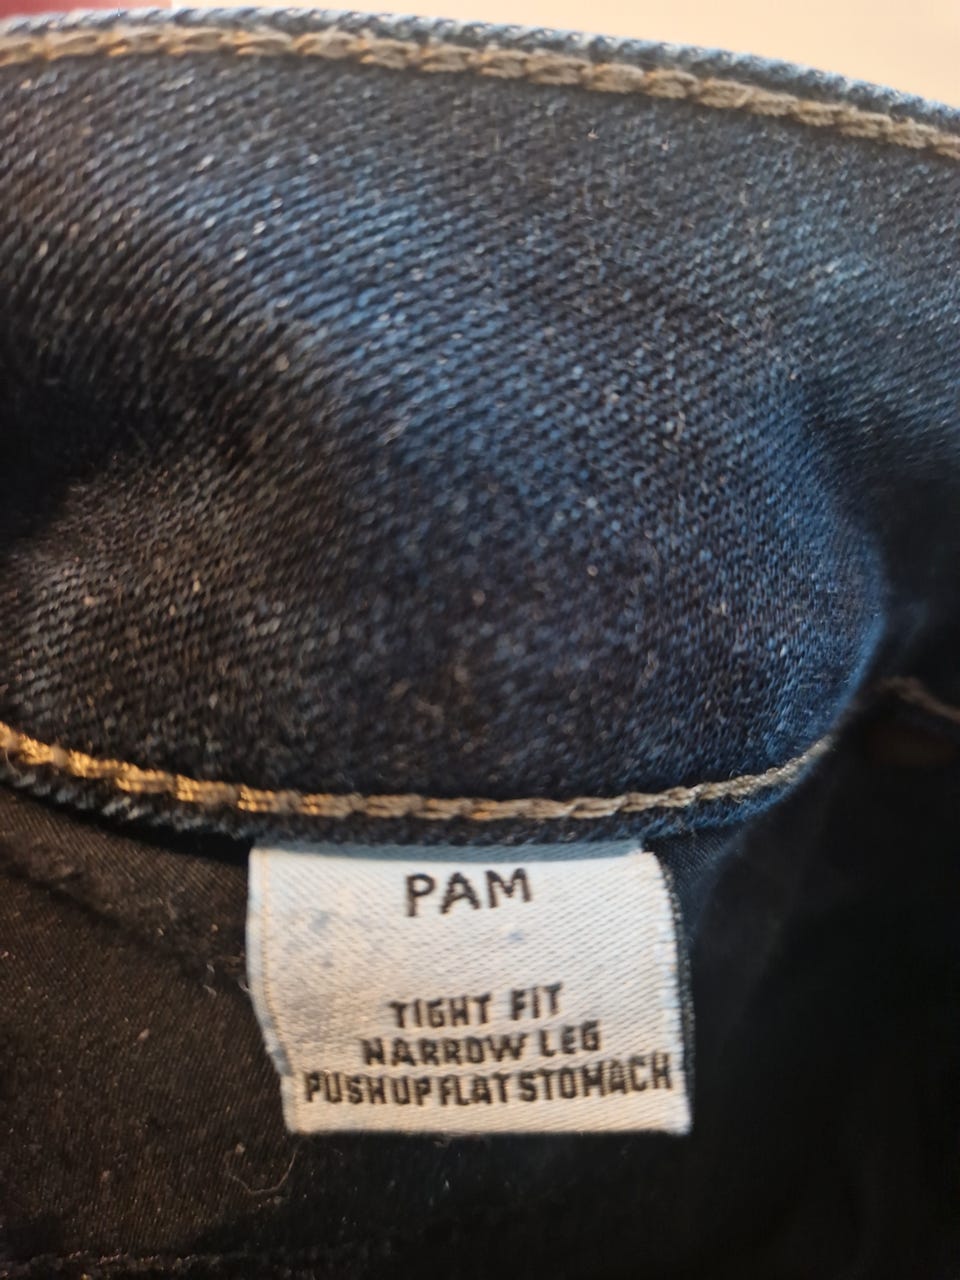 PAM
TIGHT FIT
NARROW LEG
PUSHUP FLAT STOMACH